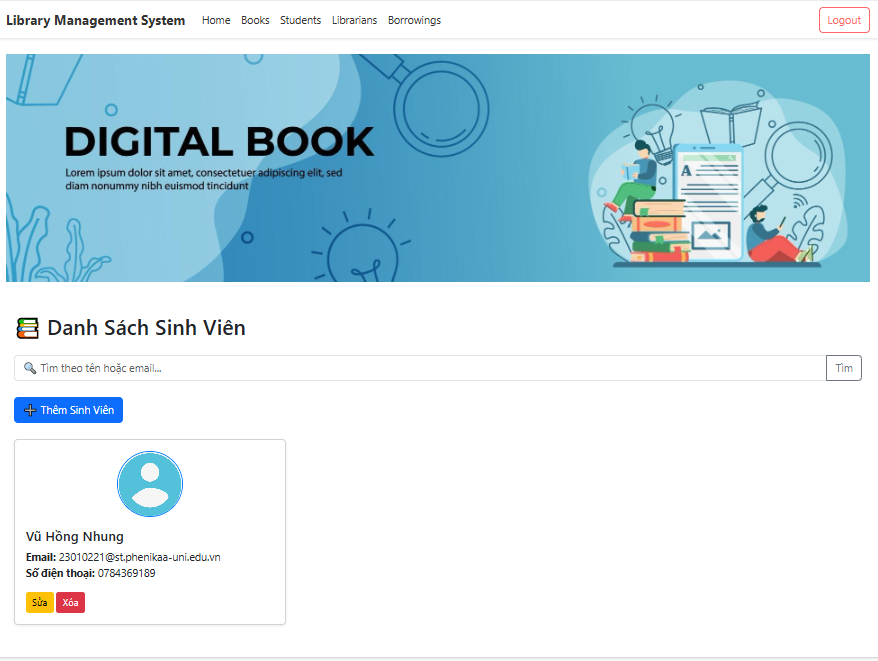 Library Management System Home Books Students Librarians Borrowings Logout
DIGITAL BOOK
Lorem ipsum dolor sit amet, consectetuer adipiscing elit, sed
diam nonummy nibh euismod tincidunt
A
Danh Sách Sinh Viên
Tìm theo tên hoặc email... Tìm
Thêm Sinh Viên
Vũ Hồng Nhung
Email: 23010221@st.phenikaa-uni.edu.vn
Số điện thoại: 0784369189
Sửa Xóa